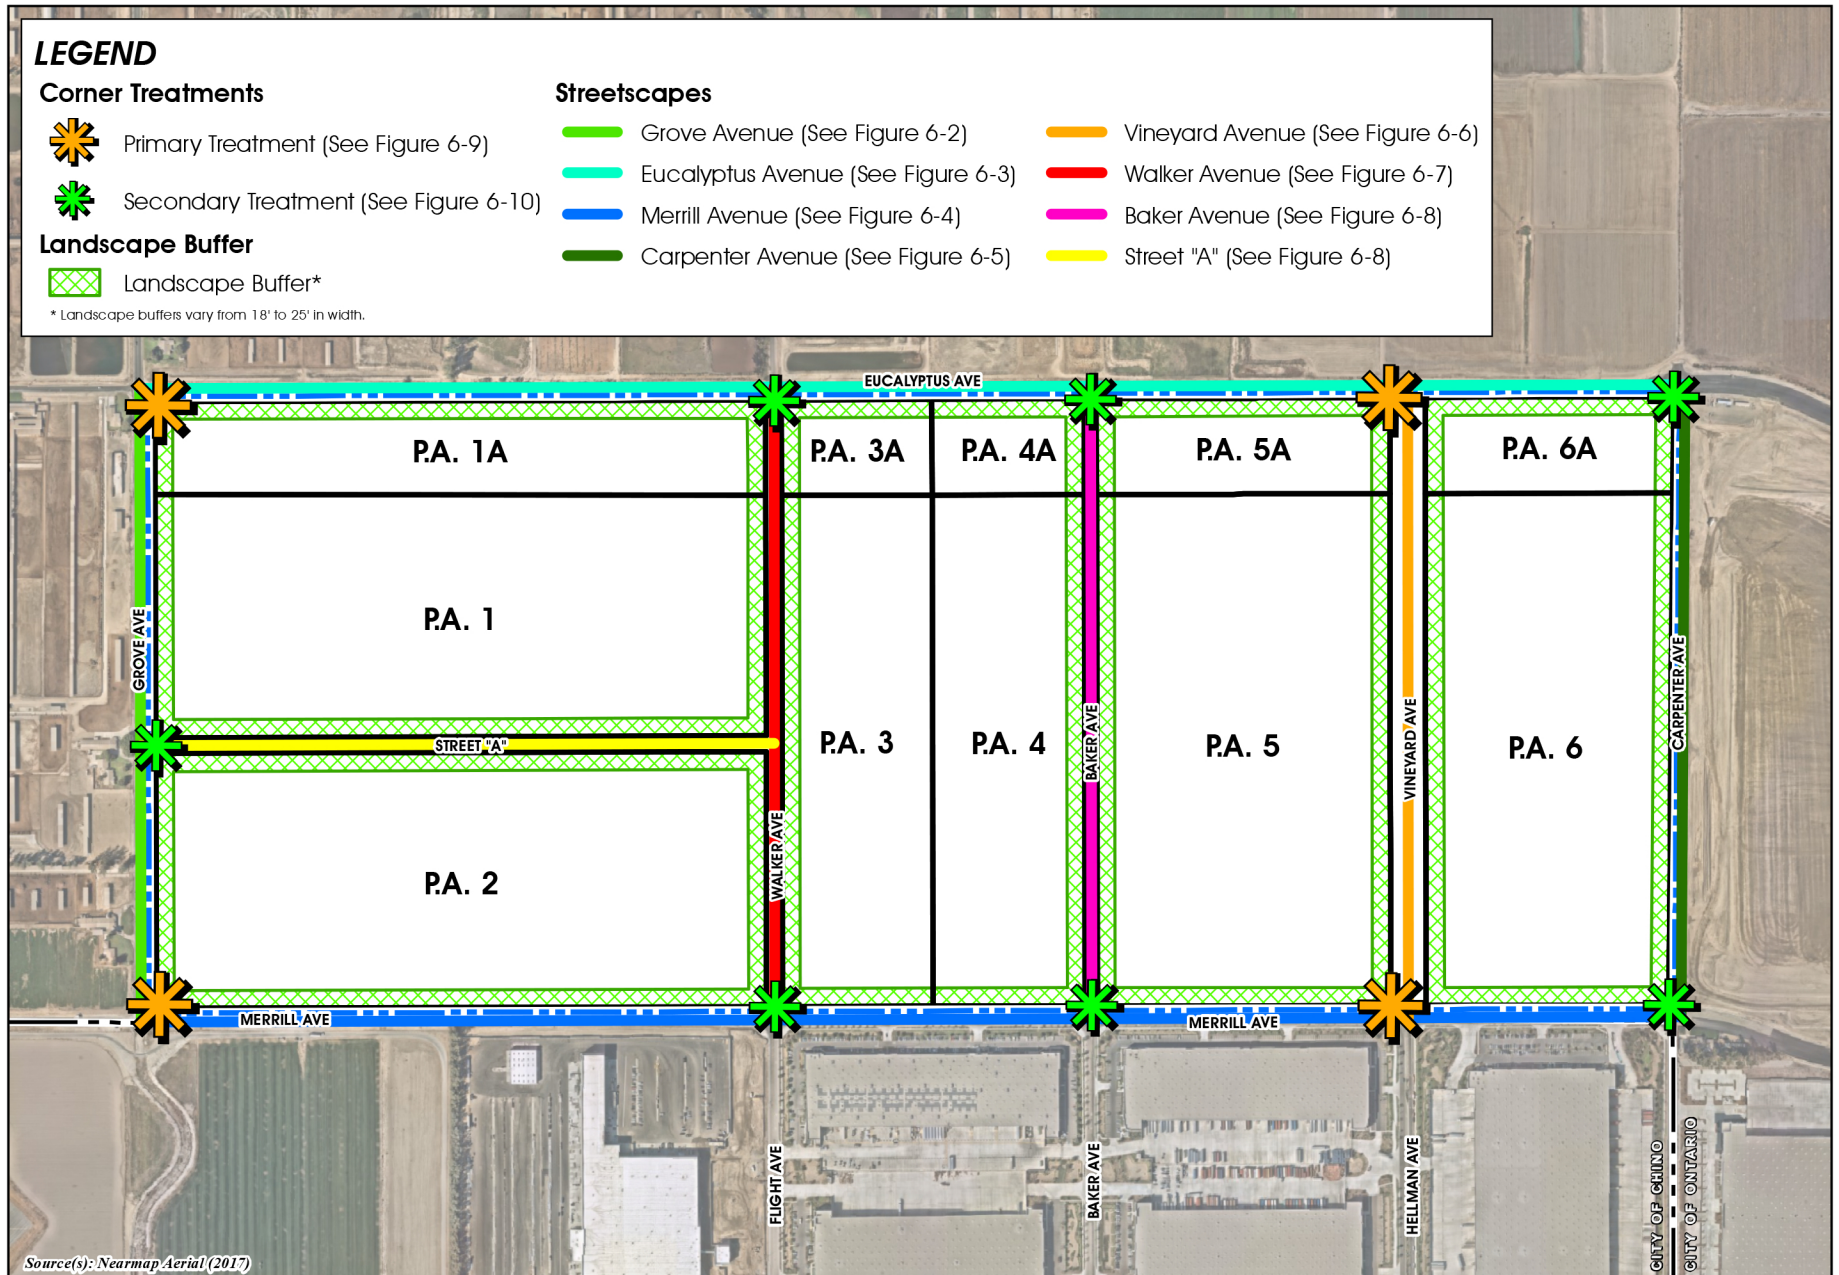 LEGEND
Corner Treatments
Primary Treatment (See Figure 6-9)
Secondary Treatment (See Figure 6-10)
Landscape Buffer
Landscape Buffer*
* Landscape buffers vary from 18' to 25' in width.
Streetscapes
Grove Avenue (See Figure 6-2)
Eucalyptus Avenue (See Figure 6-3)
Merrill Avenue (See Figure 6-4)
Carpenter Avenue (See Figure 6-5)
Vineyard Avenue (See Figure 6-6)
Walker Avenue (See Figure 6-7)
Baker Avenue (See Figure 6-8)
Street "A" (See Figure 6-8)
EUCALYPTUS AVE
P.A. 1A
P.A. 3A
P.A. 4A
P.A. 5A
P.A. 6A
P.A. 1
GROVE AVE
CARPENTER AVE
STREET "A"
P.A. 3
P.A. 4
BAKER AVE
P.A. 5
VINEYARD AVE
P.A. 6
WALKER AVE
P.A. 2
MERRILL AVE
MERRILL AVE
FLIGHT AVE
BAKER AVE
HELLMAN AVE
CITY OF CHINO
CITY OF ONTARIO
Source(s): Nearmap Aerial (2017)